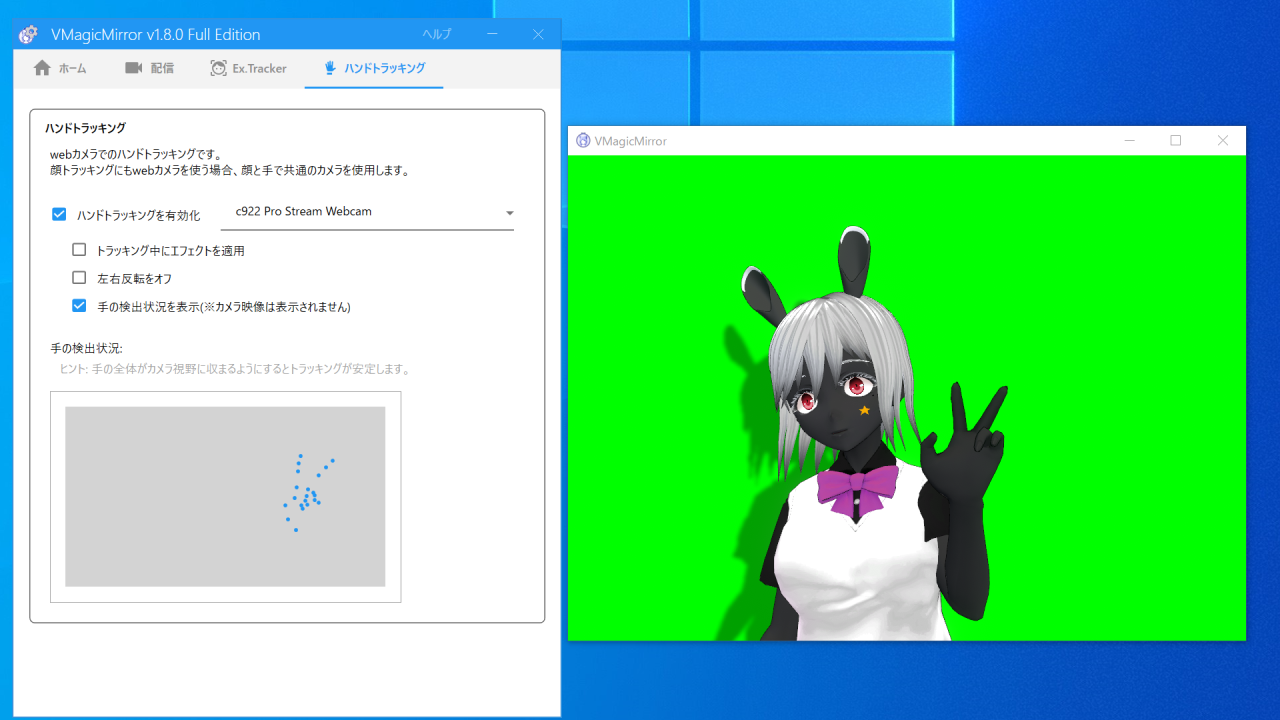 VMagicMirror v1.8.0 Full Edition
ヘルプ
ホーム
配信
Ex.Tracker
ハンドトラッキング
ハンドトラッキング
webカメラでのハンドトラッキングです。
顔トラッキングにもwebカメラを使う場合、顔と手で共通のカメラを使用します。
ハンドトラッキングを有効化
c922 Pro Stream Webcam
トラッキング中にエフェクトを適用
左右反転をオフ
手の検出状況を表示(※カメラ映像は表示されません)
手の検出状況:
ヒント: 手の全体がカメラ視野に収まるようにするとトラッキングが安定します。
VMagicMirror